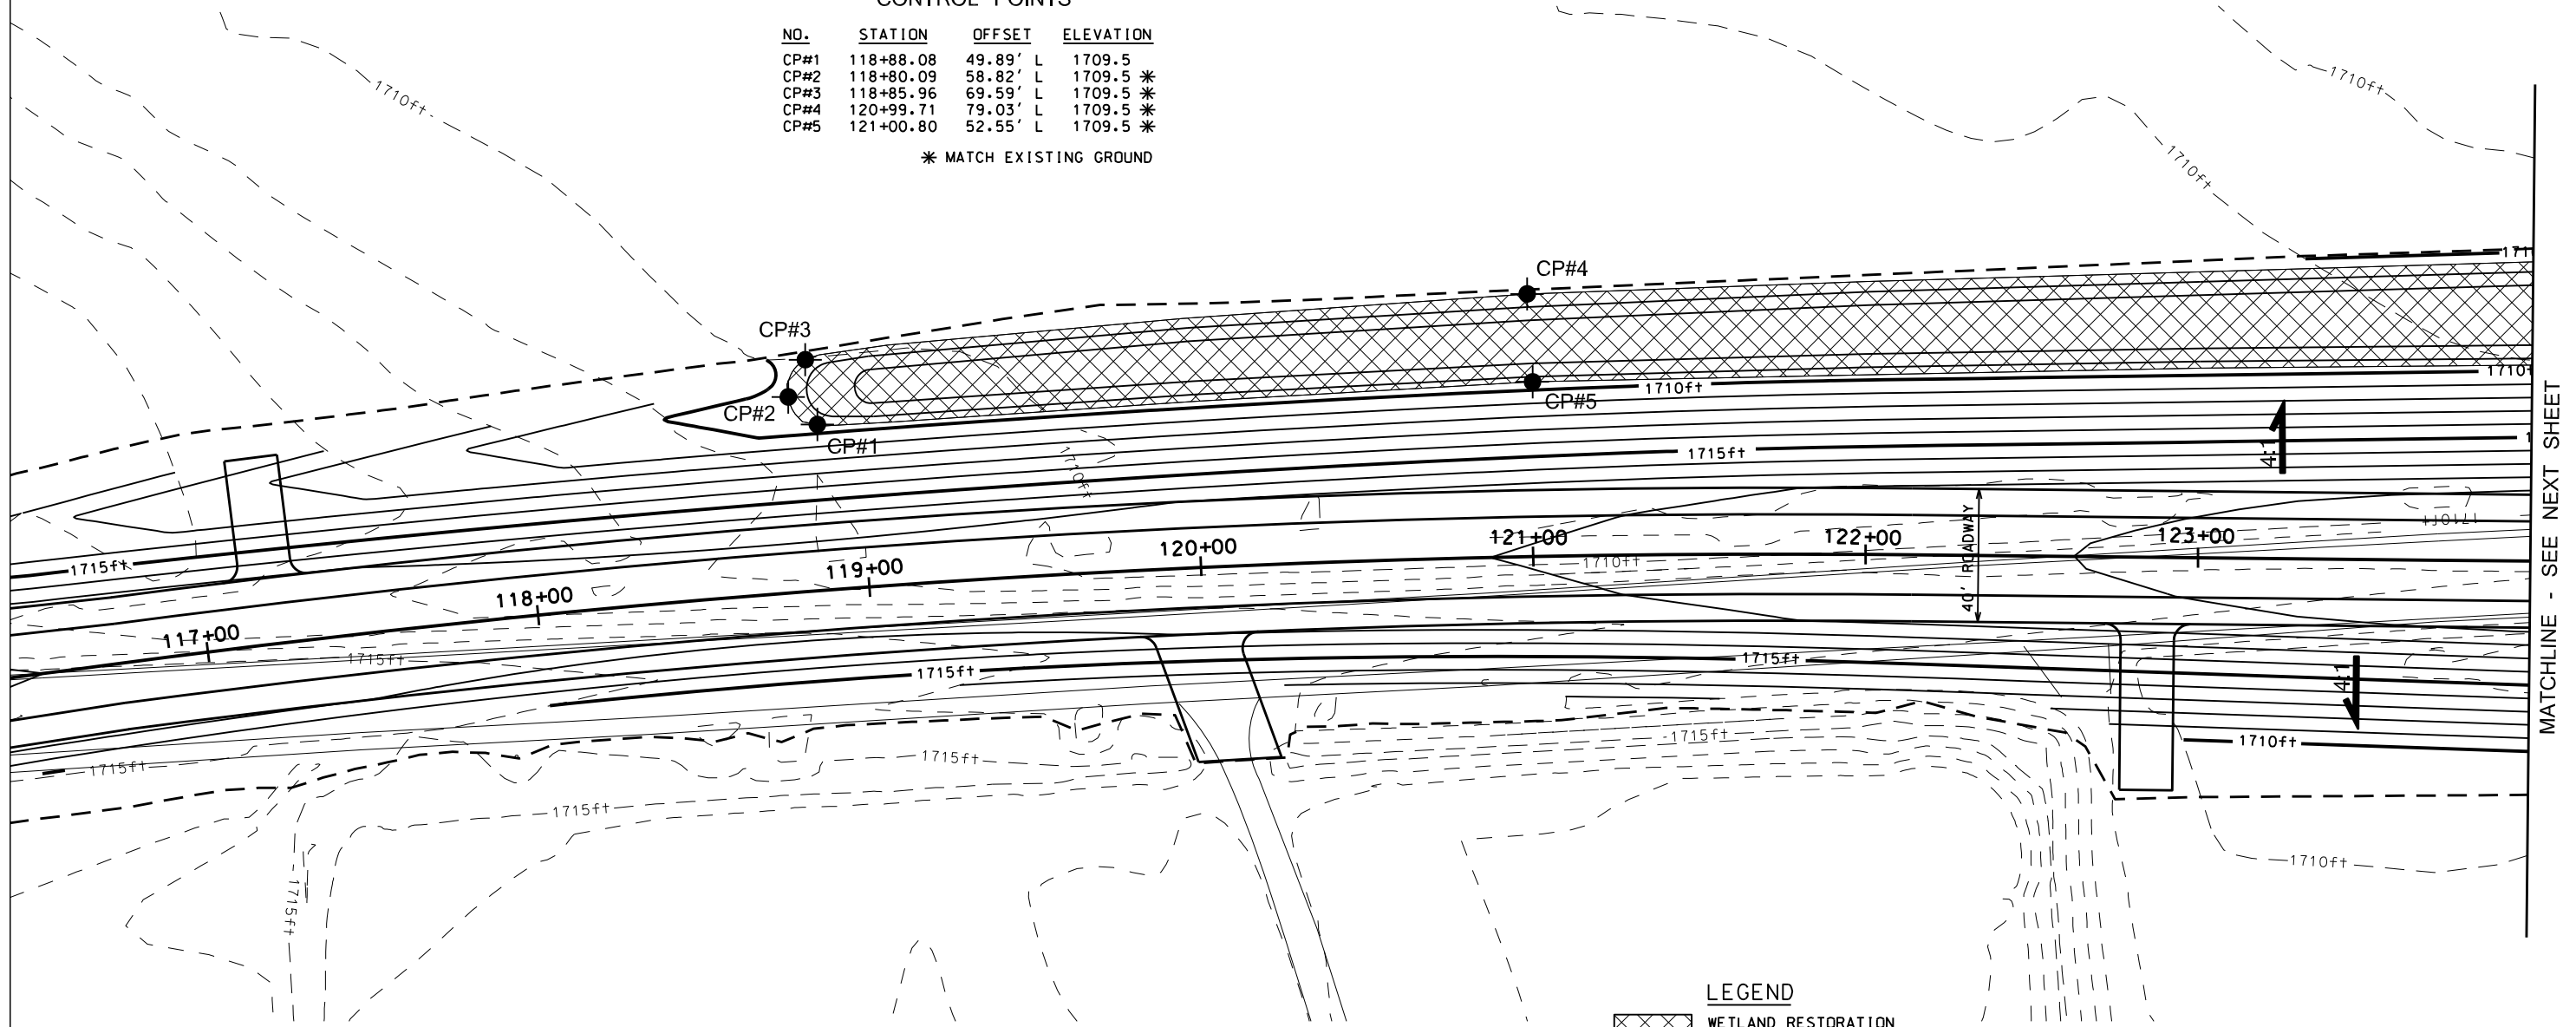 CONTROL POINTS
NO. STATION OFFSET ELEVATION
CP#1 118+88.08 49.89' L 1709.5
CP#2 118+80.09 58.82' L 1709.5 *
CP#3 118+85.96 69.59' L 1709.5 *
CP#4 120+99.71 79.03' L 1709.5 *
CP#5 121+00.80 52.55' L 1709.5 *
* MATCH EXISTING GROUND
1710ft
1710ft
1710ft
171
CP#4
CP#3
CP#2
CP#1
CP#5
1710ft
1710f
1715ft
1
4:1
1710ft
1710ft
40' ROADWAY
117+00
118+00
119+00
120+00
121+00
122+00
123+00
1710ft
1715ft
1715ft
1715ft
1715ft
4:1
1715ft
1715ft
1715ft
1710ft
1715ft
1715ft
1710ft
MATCHLINE - SEE NEXT SHEET
LEGEND
WETLAND RESTORATION